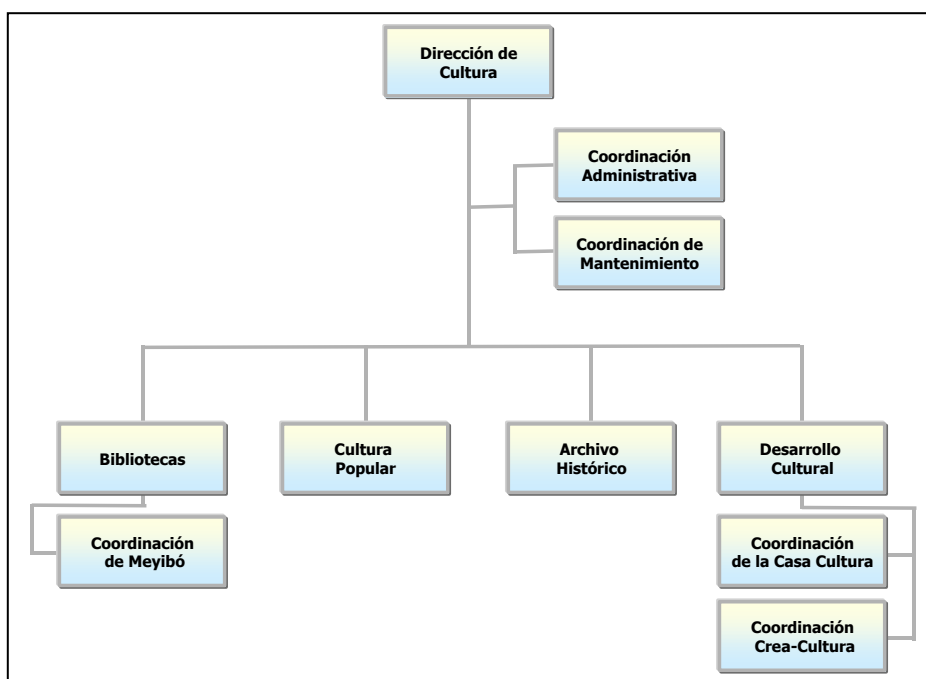 Dirección de
Cultura
Coordinación
Administrativa
Coordinación de
Mantenimiento
Bibliotecas
Cultura
Popular
Archivo
Histórico
Desarrollo
Cultural
Coordinación
de Meyibó
Coordinación
de la Casa Cultura
Coordinación
Crea-Cultura